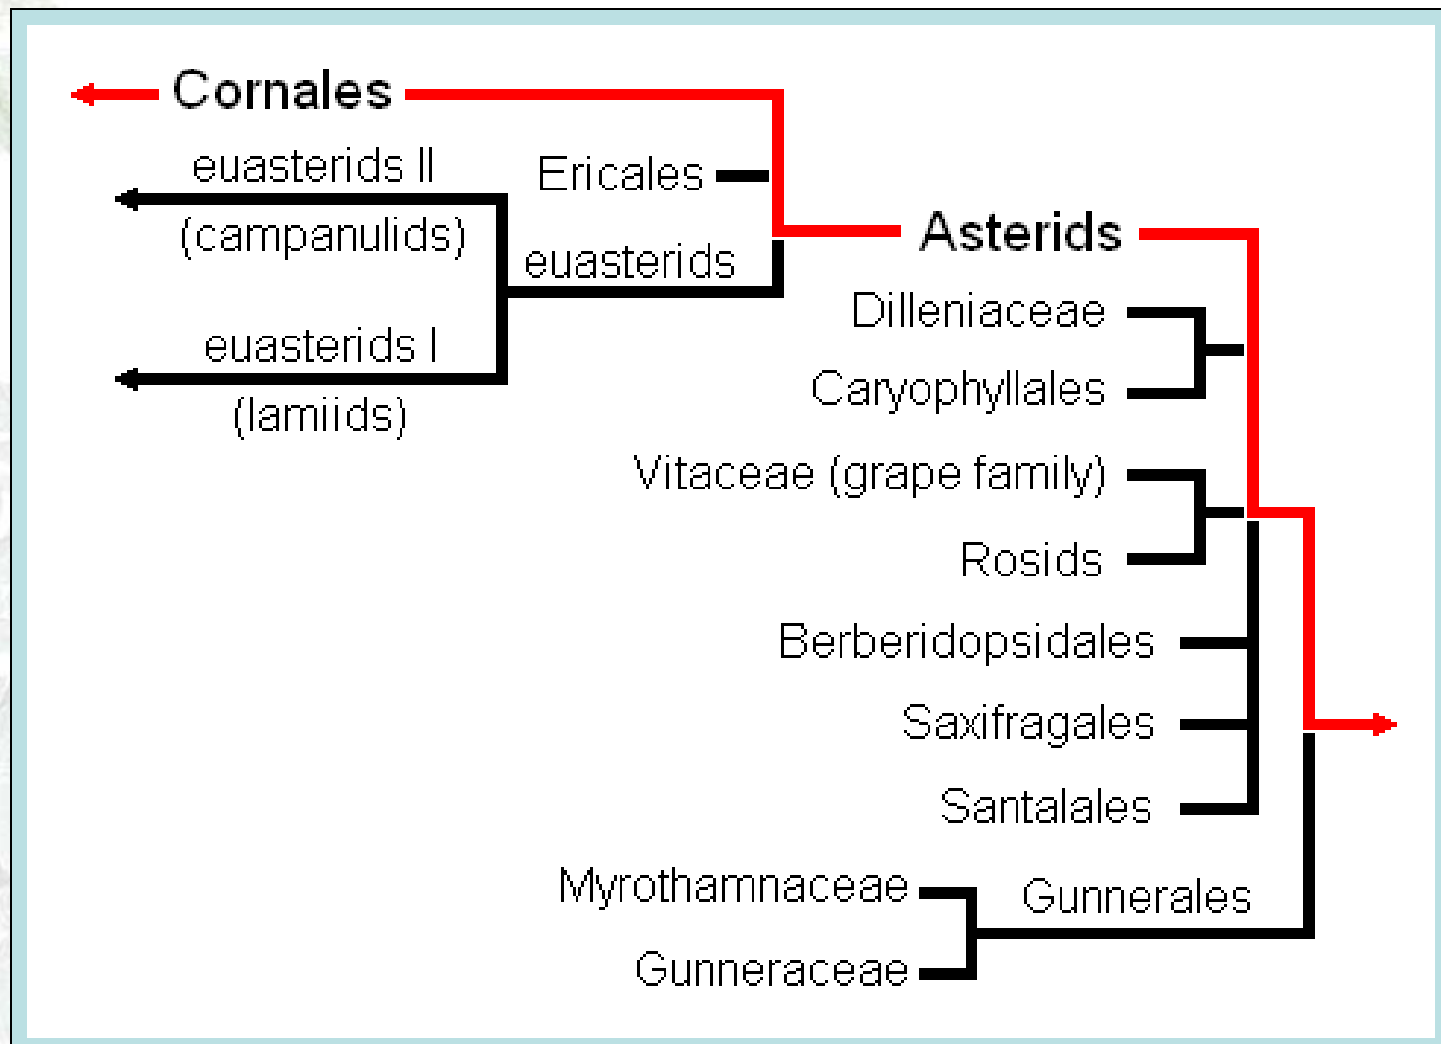 Cornales
euasterids II
(campanulids)
Ericales
Asterids
euasterids
euasterids I
(lamiids)
Dilleniaceae
Caryophyllales
Vitaceae (grape family)
Rosids
Berberidopsidales
Saxifragales
Santalales
Myrothamnaceae
Gunnerales
Gunneraceae